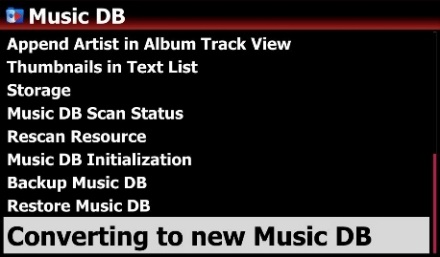 Music DB
Append Artist in Album Track View
Thumbnails in Text List
Storage
Music DB Scan Status
Rescan Resource
Music DB Initialization
Backup Music DB
Restore Music DB
Converting to new Music DB